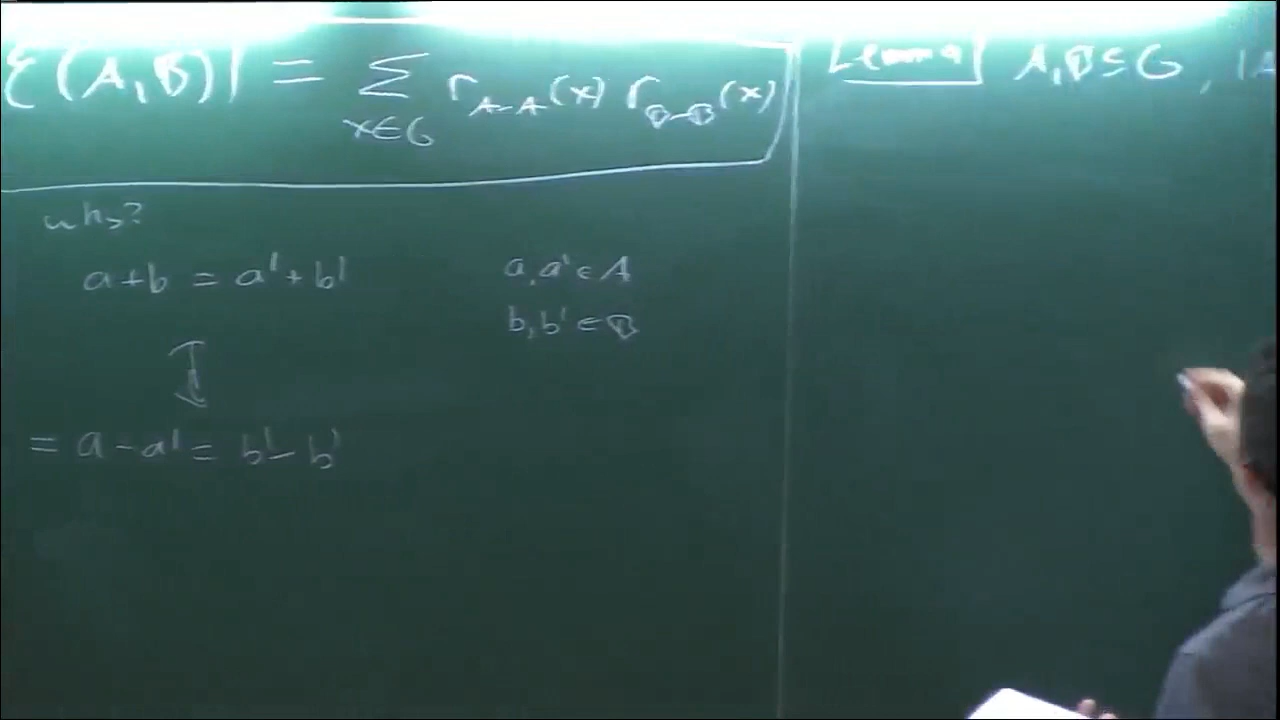 E(A,B)| = ∑ r_{A-A}(x) r_{B-B}(x)
x∈G
why?
a+b = a'+b'
a,a'∈A
b,b'∈B
↕
= a-a' = b'-b'
Lemma A,B⊆G, |A